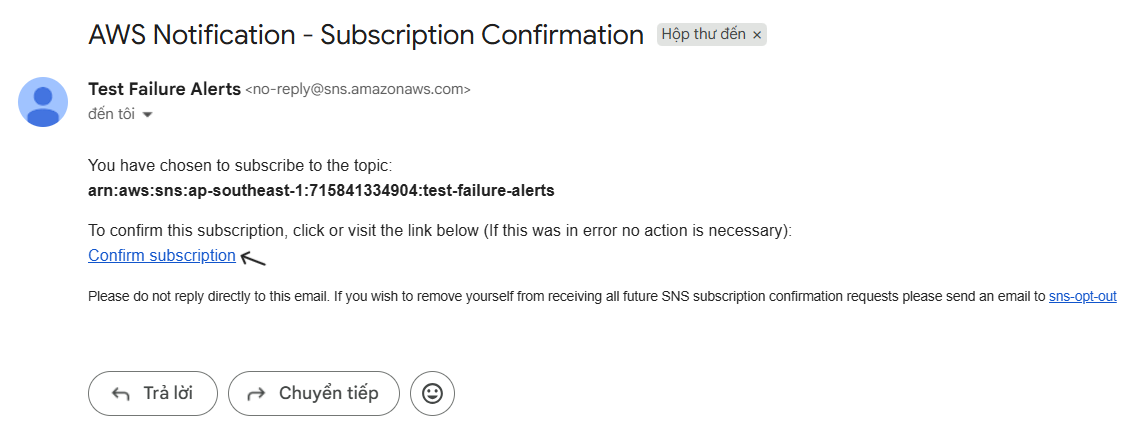 AWS Notification - Subscription Confirmation Hộp thư đến ×
Test Failure Alerts <no-reply@sns.amazonaws.com>
đến tôi
You have chosen to subscribe to the topic:
arn:aws:sns:ap-southeast-1:715841334904:test-failure-alerts
To confirm this subscription, click or visit the link below (If this was in error no action is necessary):
Confirm subscription
Please do not reply directly to this email. If you wish to remove yourself from receiving all future SNS subscription confirmation requests please send an email to sns-opt-out
Trả lời Chuyển tiếp